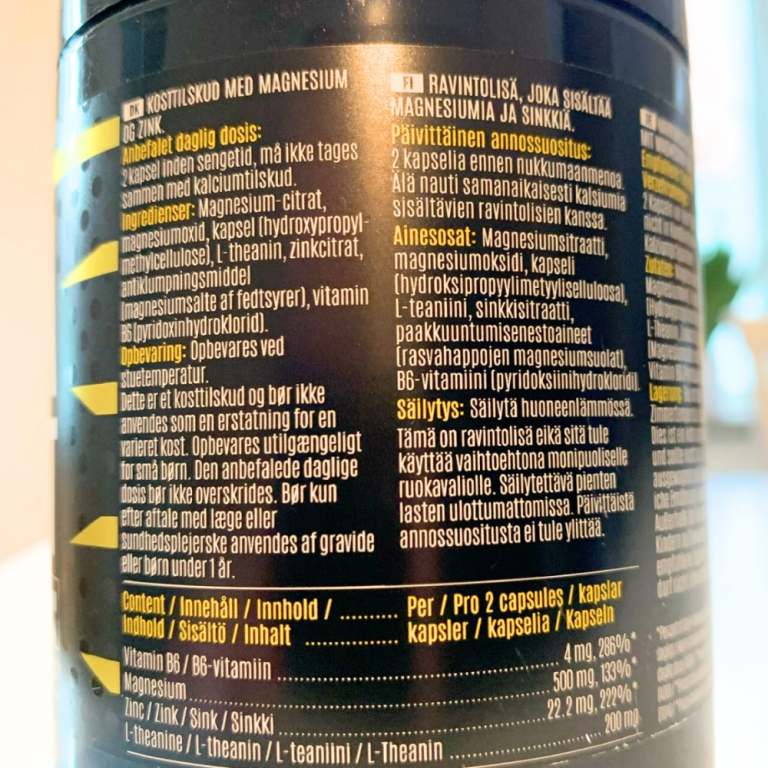 DK KOSTTILSKUD MED MAGNESIUM
OG ZINK.
Anbefalet daglig dosis:
2 kapsel inden sengetid, må ikke tages
sammen med kalciumtilskud.
Ingredienser: Magnesium-citrat,
magnesiumoxid, kapsel (hydroxypropyl-
methylcellulose), L-theanin, zinkcitrat,
antiklumpningsmiddel
(magnesiumsalte af fedtsyrer), vitamin
B6 (pyridoxinhydroklorid).
Opbevaring: Opbevares ved
stuetemperatur.
Dette er et kosttilskud og bør ikke
anvendes som en erstatning for en
varieret kost. Opbevares utilgængeligt
for små børn. Den anbefalede daglige
dosis bør ikke overskrides. Bør kun
efter aftale med læge eller
sundhedsplejerske anvendes af gravide
eller børn under 1 år.
FI RAVINTOLISÄ, JOKA SISÄLTÄÄ
MAGNESIUMIA JA SINKKIÄ.
Päivittäinen annossuositus:
2 kapselia ennen nukkumaanmenoa.
Älä nauti samanaikaisesti kalsiumia
sisältävien ravintolisien kanssa.
Ainesosat: Magnesiumsitraatti,
magnesiumoksidi, kapseli
(hydroksipropyylimetyyliselluloosa),
L-teaniini, sinkkisitraatti,
paakkuuntumisenestoaineet
(rasvahappojen magnesiumsuolat),
B6-vitamiini (pyridoksiinihydrokloridi).
Säilytys: Säilytä huoneenlämmössä.
Tämä on ravintolisä eikä sitä tule
käyttää vaihtoehtona monipuoliselle
ruokavaliolle. Säilytettävä pienten
lasten ulottumattomissa. Päivittäistä
annossuositusta ei tule ylittää.
Content / Innehåll / Innhold / .......... Per / Pro 2 capsules / kapslar
Indhold / Sisältö / Inhalt ................ kapsler / kapselia / Kapseln
Vitamin B6 / B6-vitamiin ................ 4 mg, 286%*
Magnesium ................ 500 mg, 133%*
Zinc / Zink / Sink / Sinkki ................ 22.2 mg, 222%*
L-theanine / L-theanin / L-teaniini / L-Theanin ................ 200 mg
Zutaten:
Lagerung